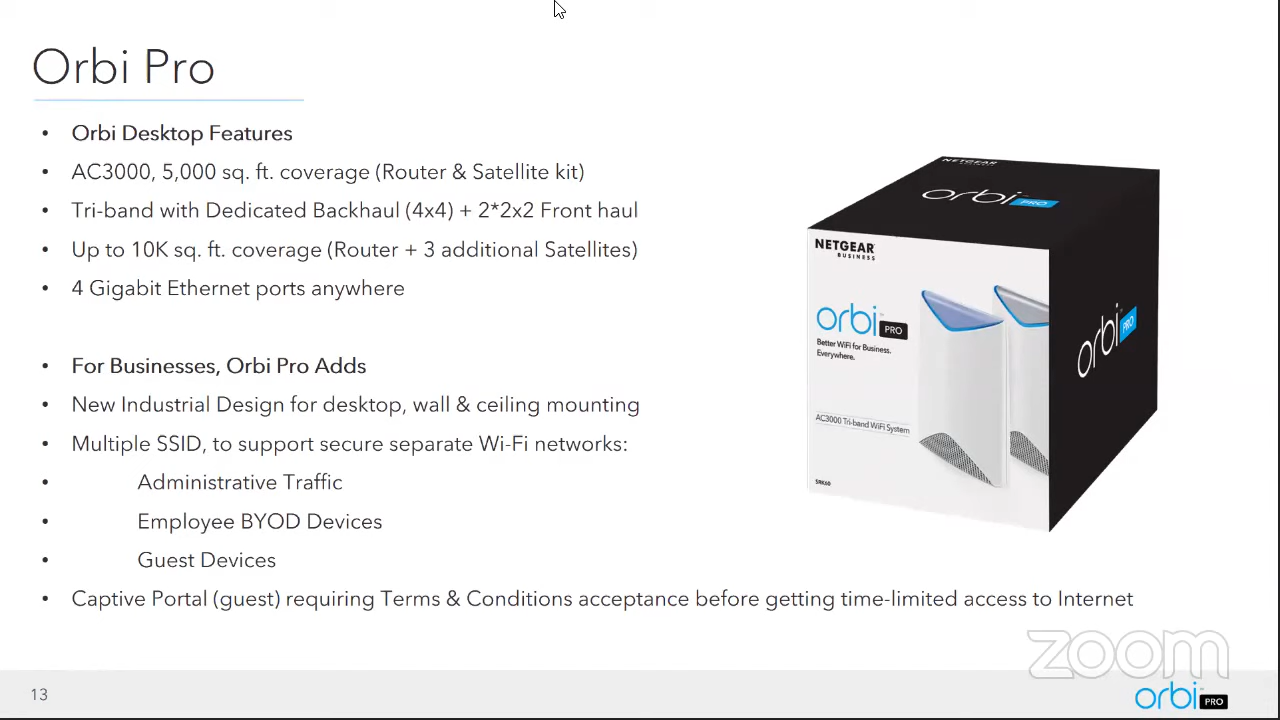 Orbi Pro
• Orbi Desktop Features
• AC3000, 5,000 sq. ft. coverage (Router & Satellite kit)
• Tri-band with Dedicated Backhaul (4x4) + 2*2x2 Front haul
• Up to 10K sq. ft. coverage (Router + 3 additional Satellites)
• 4 Gigabit Ethernet ports anywhere
• For Businesses, Orbi Pro Adds
• New Industrial Design for desktop, wall & ceiling mounting
• Multiple SSID, to support secure separate Wi-Fi networks:
• Administrative Traffic
• Employee BYOD Devices
• Guest Devices
• Captive Portal (guest) requiring Terms & Conditions acceptance before getting time-limited access to Internet
NETGEAR
BUSINESS
orbi PRO
NETGEAR
BUSINESS
orbi PRO
Better WiFi for Business.
Everywhere.
AC3000 Tri-band WiFi System
SRK60
orbi PRO
zoom
13
orbi PRO